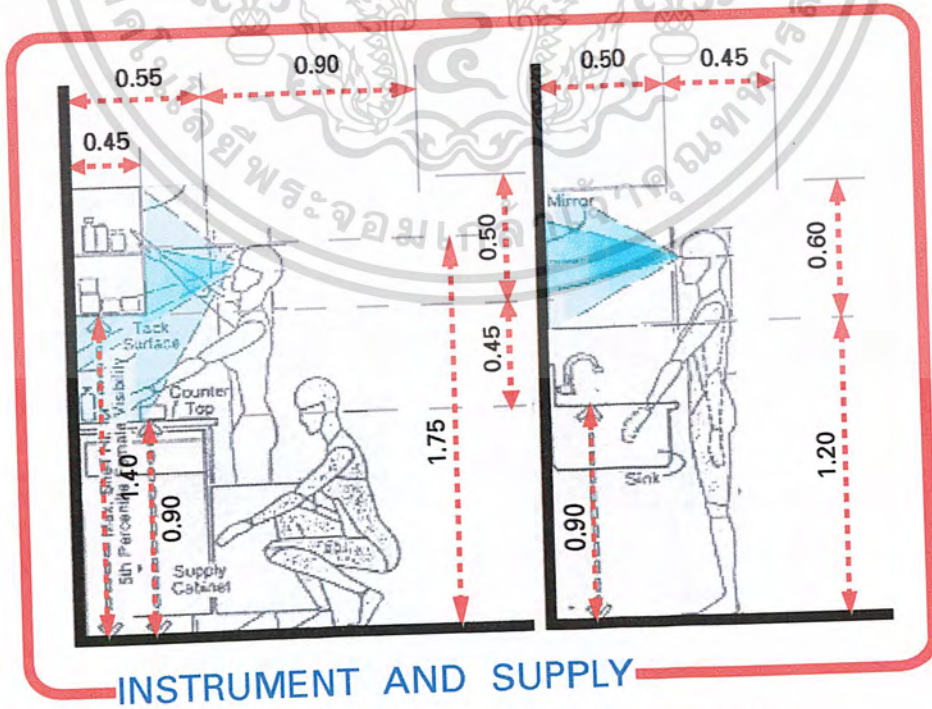 0.55
0.90
0.45
0.50
0.45
1.75
Tack
Surface
Counter
Top
Max. Shelf Ht. for
5th Percentile Female Visibility
1.40
0.90
Supply
Cabinet
0.50
0.45
Mirror
0.60
1.20
0.90
Sink
INSTRUMENT AND SUPPLY